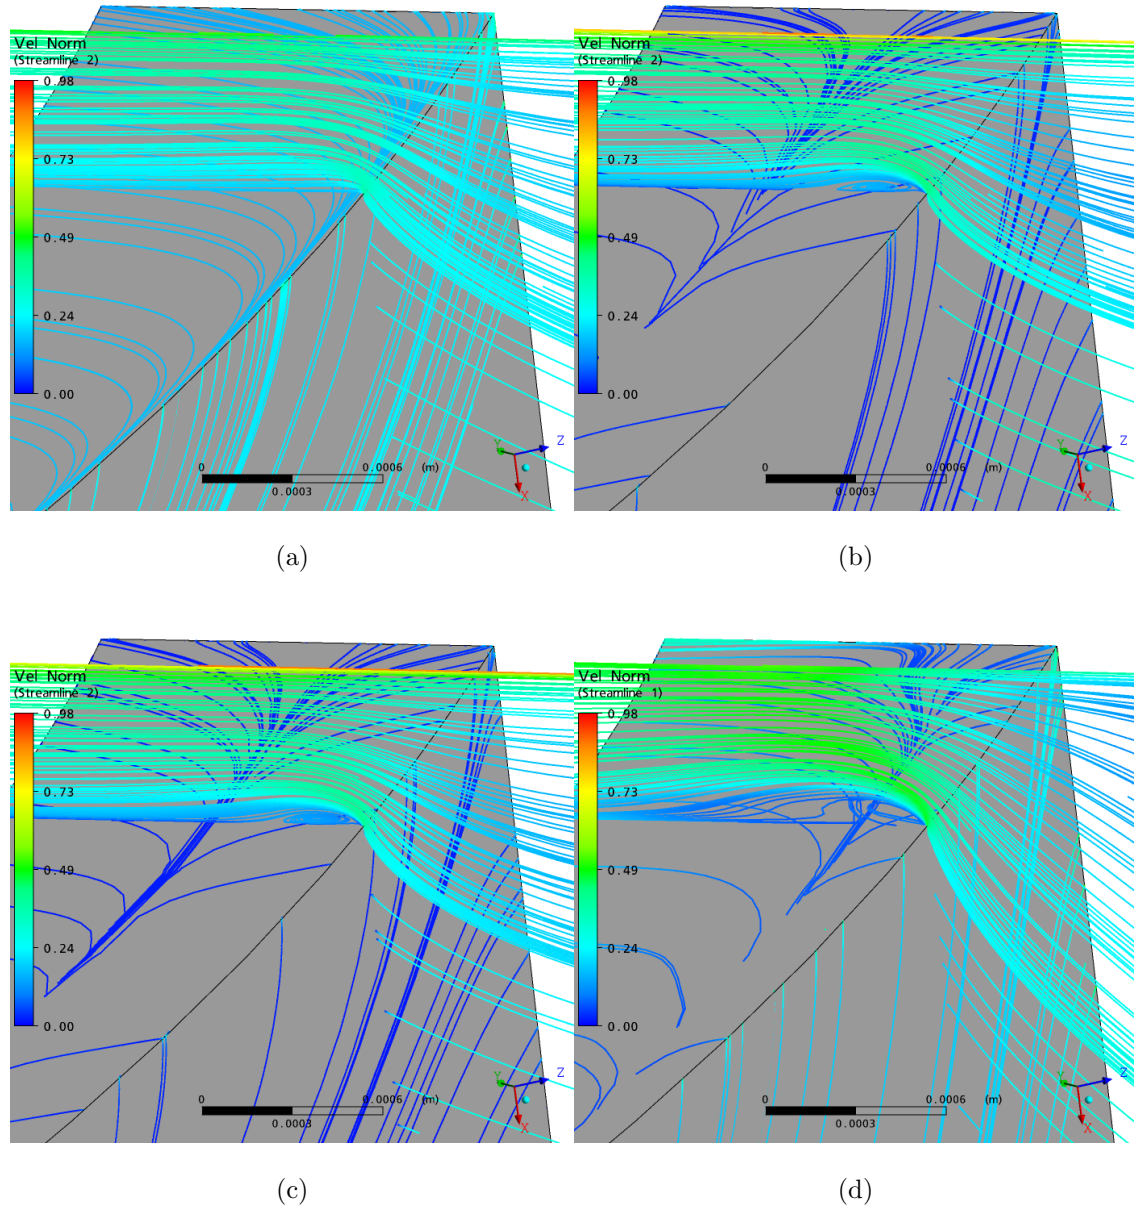 Vel Norm
(Streamline 2)
0.98
0.73
0.49
0.24
0.00
0 0.0006 (m)
0.0003
Y Z
X
Vel Norm
(Streamline 2)
0.98
0.73
0.49
0.24
0.00
0 0.0006 (m)
0.0003
Y Z
X
(a)
(b)
Vel Norm
(Streamline 2)
0.98
0.73
0.49
0.24
0.00
0 0.0006 (m)
0.0003
Y Z
X
Vel Norm
(Streamline 1)
0.98
0.73
0.49
0.24
0.00
0 0.0006 (m)
0.0003
Y Z
X
(c)
(d)